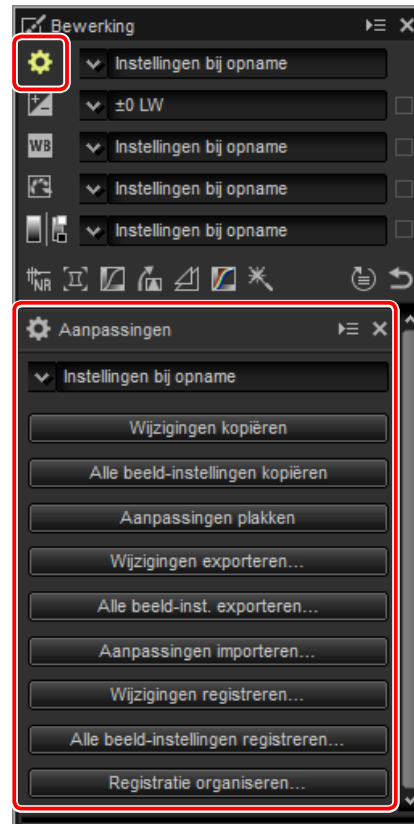 Bewerking
Instellingen bij opname
±0 LW
WB
Instellingen bij opname
Instellingen bij opname
Instellingen bij opname
NR
Aanpassingen
Instellingen bij opname
Wijzigingen kopiëren
Alle beeld-instellingen kopiëren
Aanpassingen plakken
Wijzigingen exporteren...
Alle beeld-inst. exporteren...
Aanpassingen importeren...
Wijzigingen registreren...
Alle beeld-instellingen registreren...
Registratie organiseren...